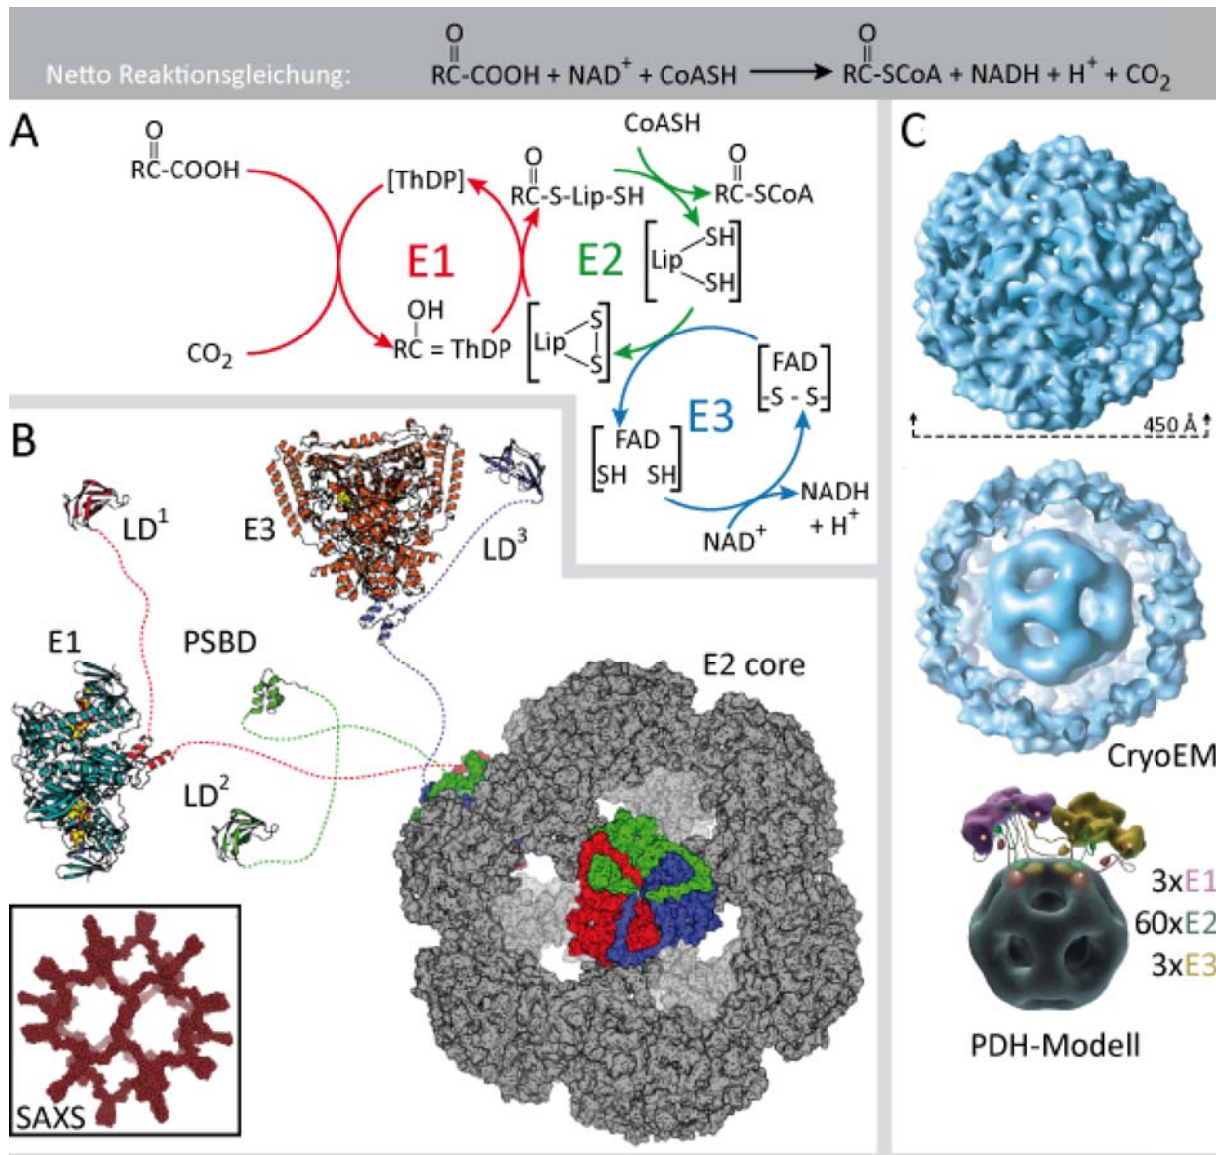 Netto Reaktionsgleichung:
O
RC-COOH + NAD⁺ + CoASH
O
RC-SCoA + NADH + H⁺ + CO₂
A
O
RC-COOH
[ThDP]
E1
CO₂
OH
RC = ThDP
O
RC-S-Lip-SH
CoASH
O
RC-SCoA
E2
Lip
SH
SH
Lip
S
S
FAD
-S - S-
E3
FAD
SH SH
NAD⁺
NADH
+ H⁺
B
LD¹
E3
LD³
E1
PSBD
LD²
E2 core
SAXS
C
450 Å
CryoEM
3xE1
60xE2
3xE3
PDH-Modell